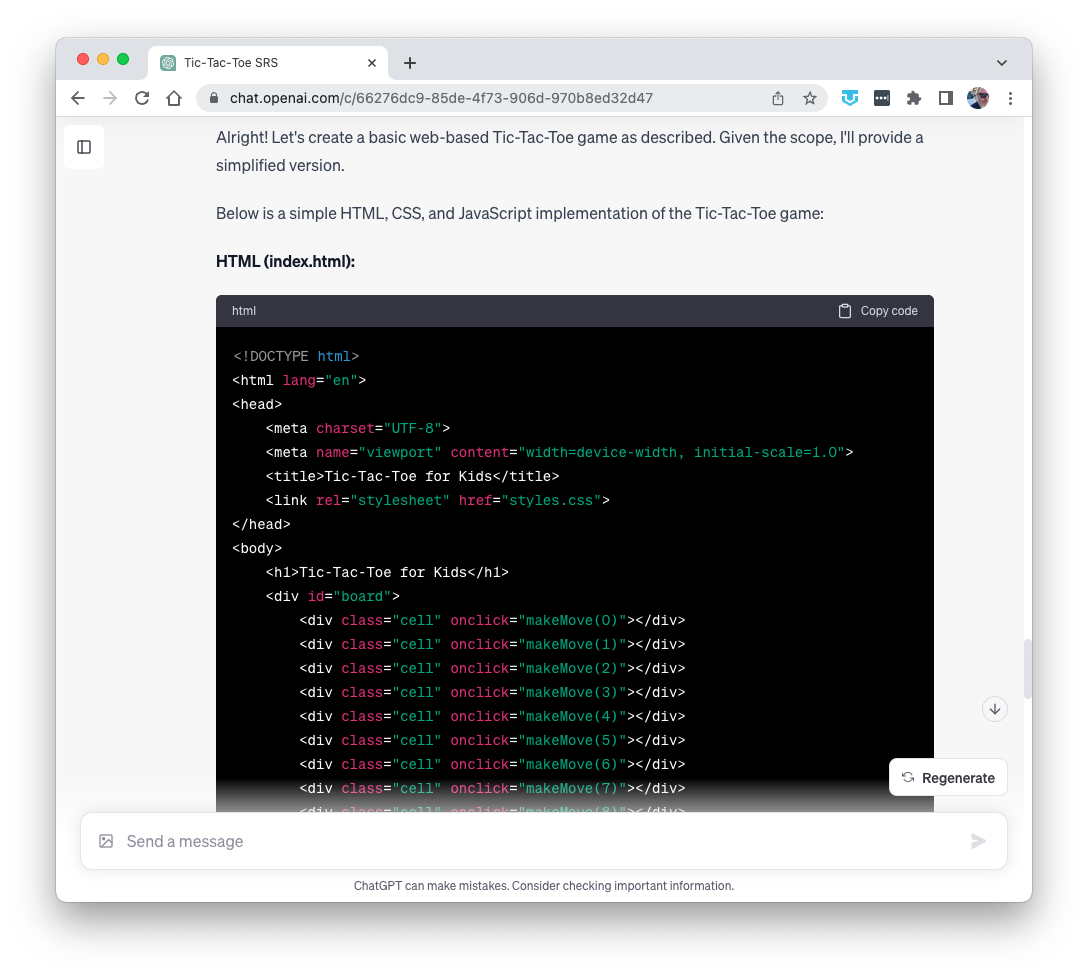 Tic-Tac-Toe SRS
chat.openai.com/c/66276dc9-85de-4f73-906d-970b8ed32d47
Alright! Let's create a basic web-based Tic-Tac-Toe game as described. Given the scope, I'll provide a
simplified version.
Below is a simple HTML, CSS, and JavaScript implementation of the Tic-Tac-Toe game:
HTML (index.html):
html
Copy code
<!DOCTYPE html>
<html lang="en">
<head>
    <meta charset="UTF-8">
    <meta name="viewport" content="width=device-width, initial-scale=1.0">
    <title>Tic-Tac-Toe for Kids</title>
    <link rel="stylesheet" href="styles.css">
</head>
<body>
    <h1>Tic-Tac-Toe for Kids</h1>
    <div id="board">
        <div class="cell" onclick="makeMove(0)"></div>
        <div class="cell" onclick="makeMove(1)"></div>
        <div class="cell" onclick="makeMove(2)"></div>
        <div class="cell" onclick="makeMove(3)"></div>
        <div class="cell" onclick="makeMove(4)"></div>
        <div class="cell" onclick="makeMove(5)"></div>
        <div class="cell" onclick="makeMove(6)"></div>
        <div class="cell" onclick="makeMove(7)"></div>
        <div class="cell" onclick="makeMove(8)"></div>
Regenerate
Send a message
ChatGPT can make mistakes. Consider checking important information.